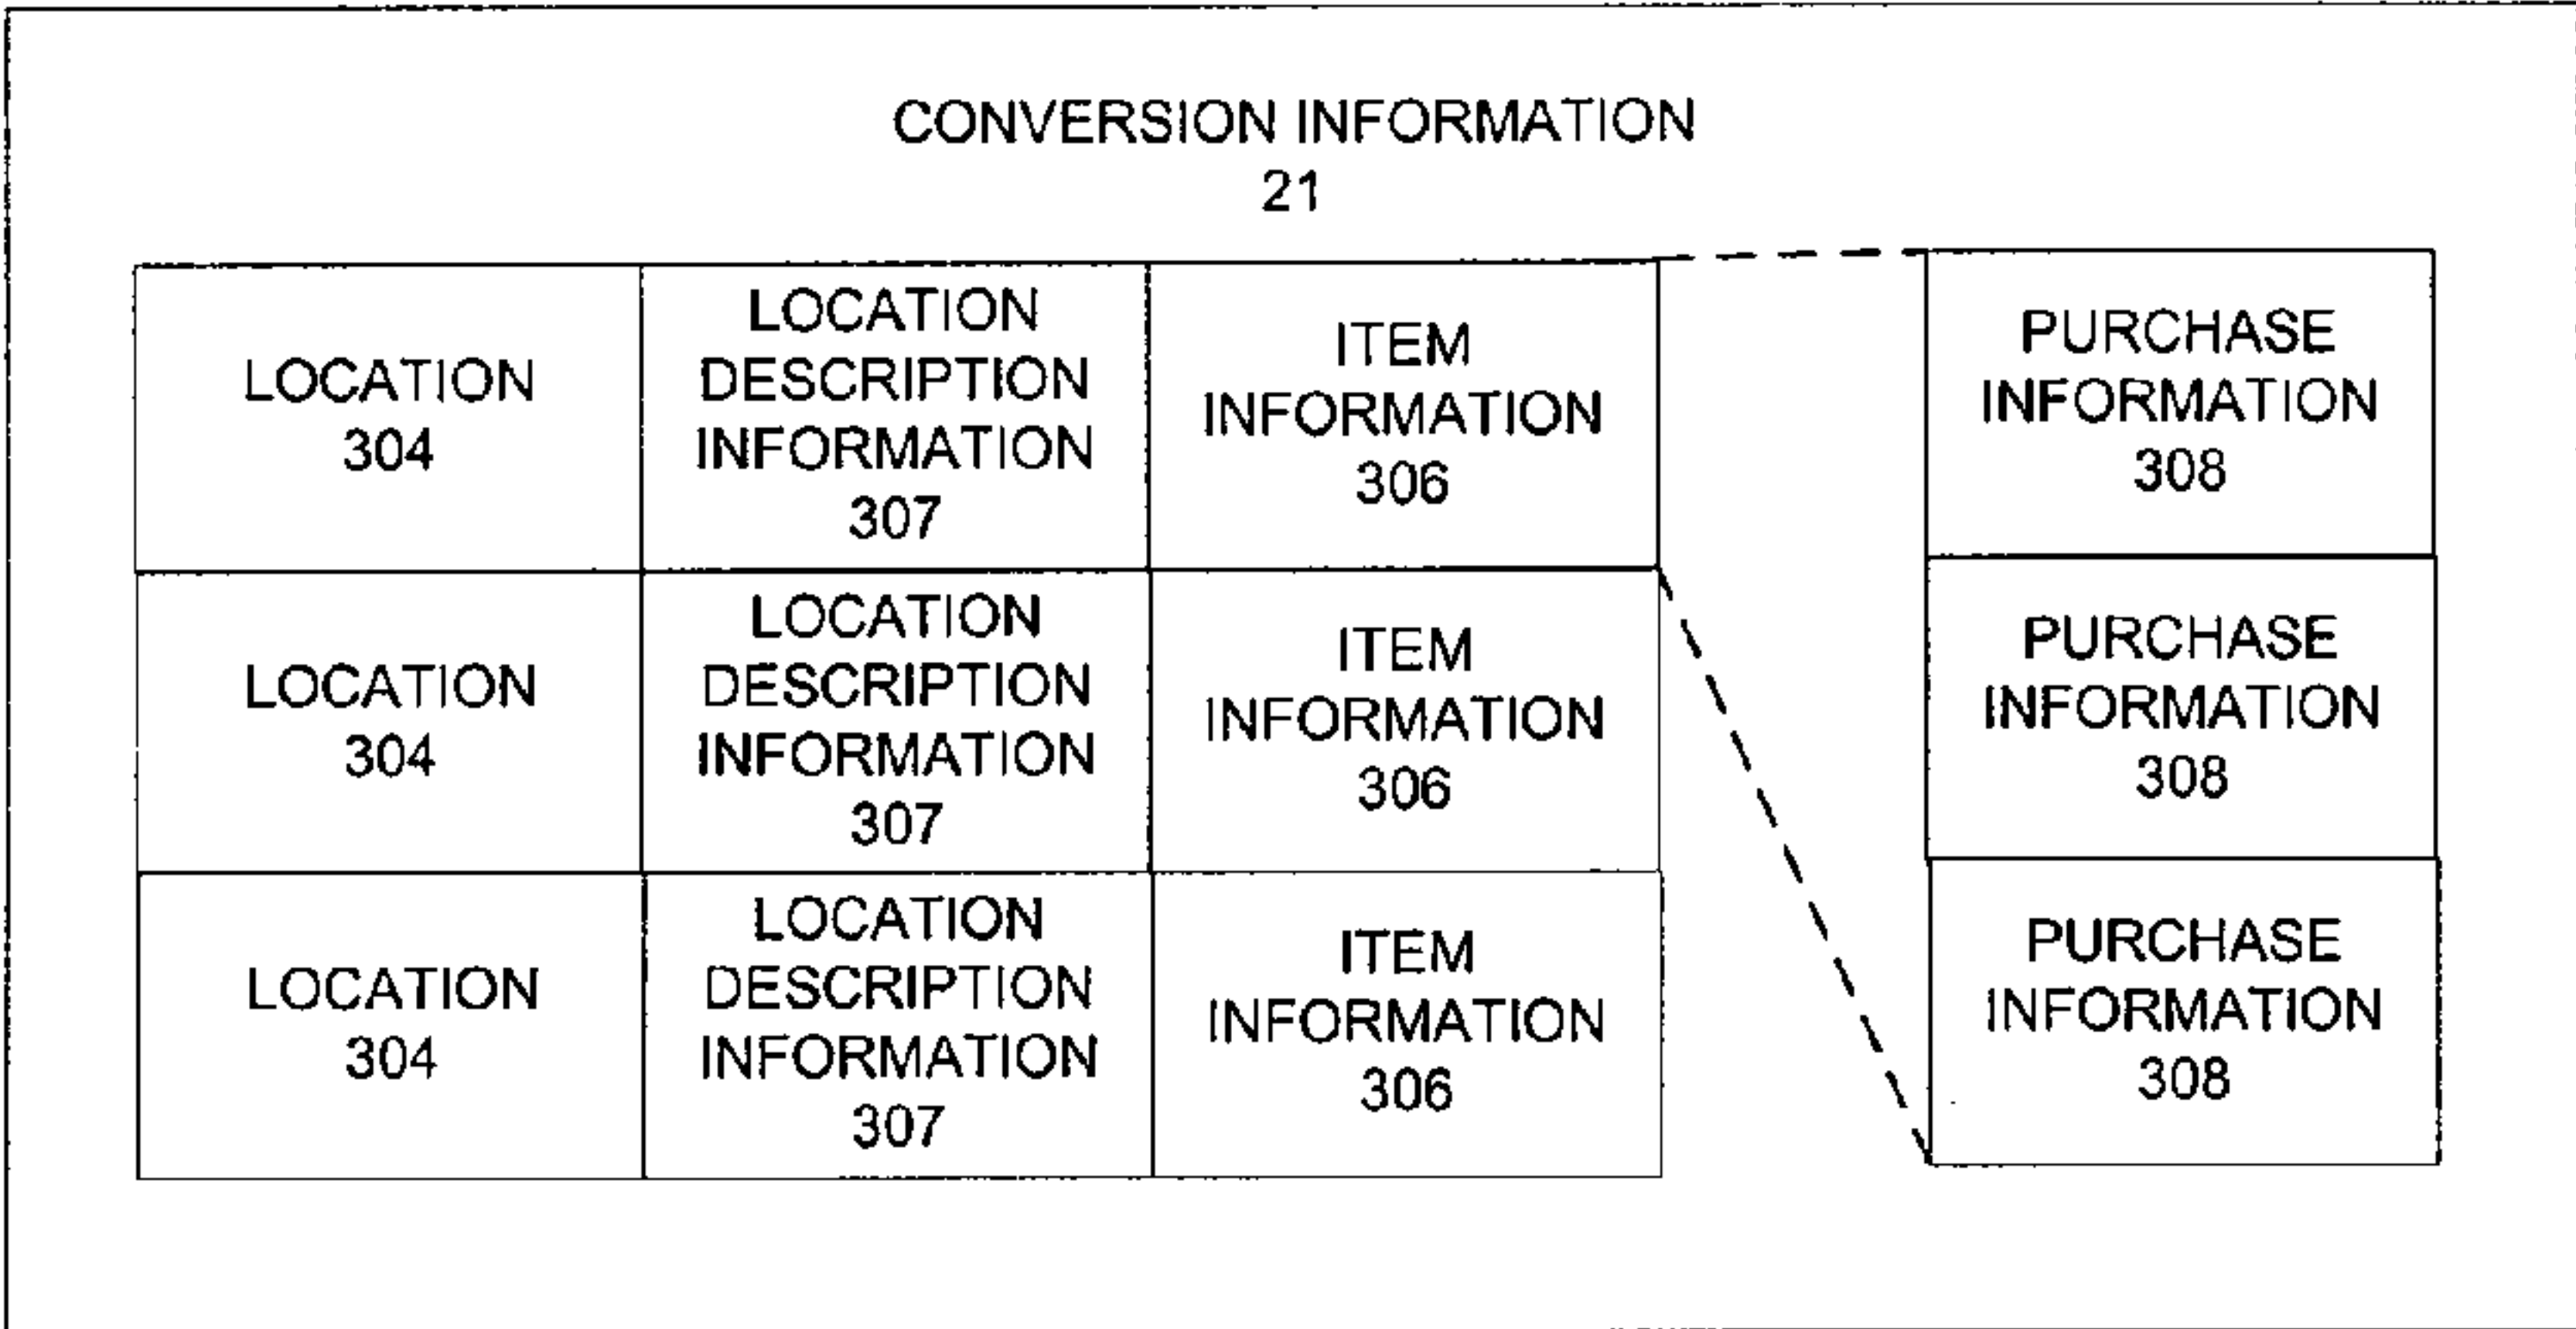 CONVERSION INFORMATION
21
LOCATION
304
LOCATION
DESCRIPTION
INFORMATION
307
ITEM
INFORMATION
306
PURCHASE
INFORMATION
308
LOCATION
304
LOCATION
DESCRIPTION
INFORMATION
307
ITEM
INFORMATION
306
PURCHASE
INFORMATION
308
LOCATION
304
LOCATION
DESCRIPTION
INFORMATION
307
ITEM
INFORMATION
306
PURCHASE
INFORMATION
308